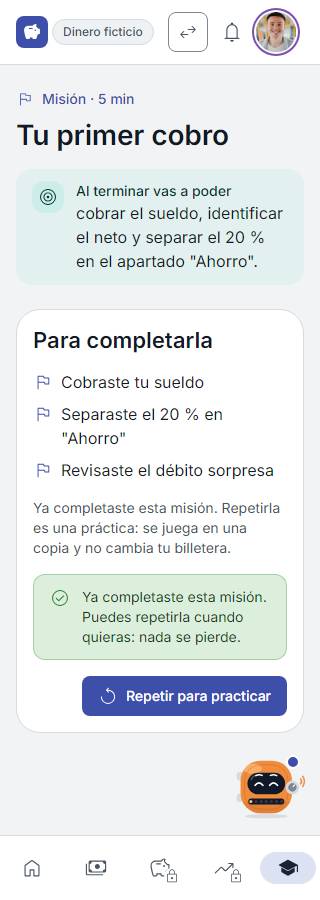 Dinero ficticio
Misión · 5 min
Tu primer cobro
Al terminar vas a poder
cobrar el sueldo, identificar
el neto y separar el 20 %
en el apartado "Ahorro".
Para completarla
Cobraste tu sueldo
Separaste el 20 % en
"Ahorro"
Revisaste el débito sorpresa
Ya completaste esta misión. Repetirla
es una práctica: se juega en una
copia y no cambia tu billetera.
Ya completaste esta misión.
Puedes repetirla cuando
quieras: nada se pierde.
Repetir para practicar